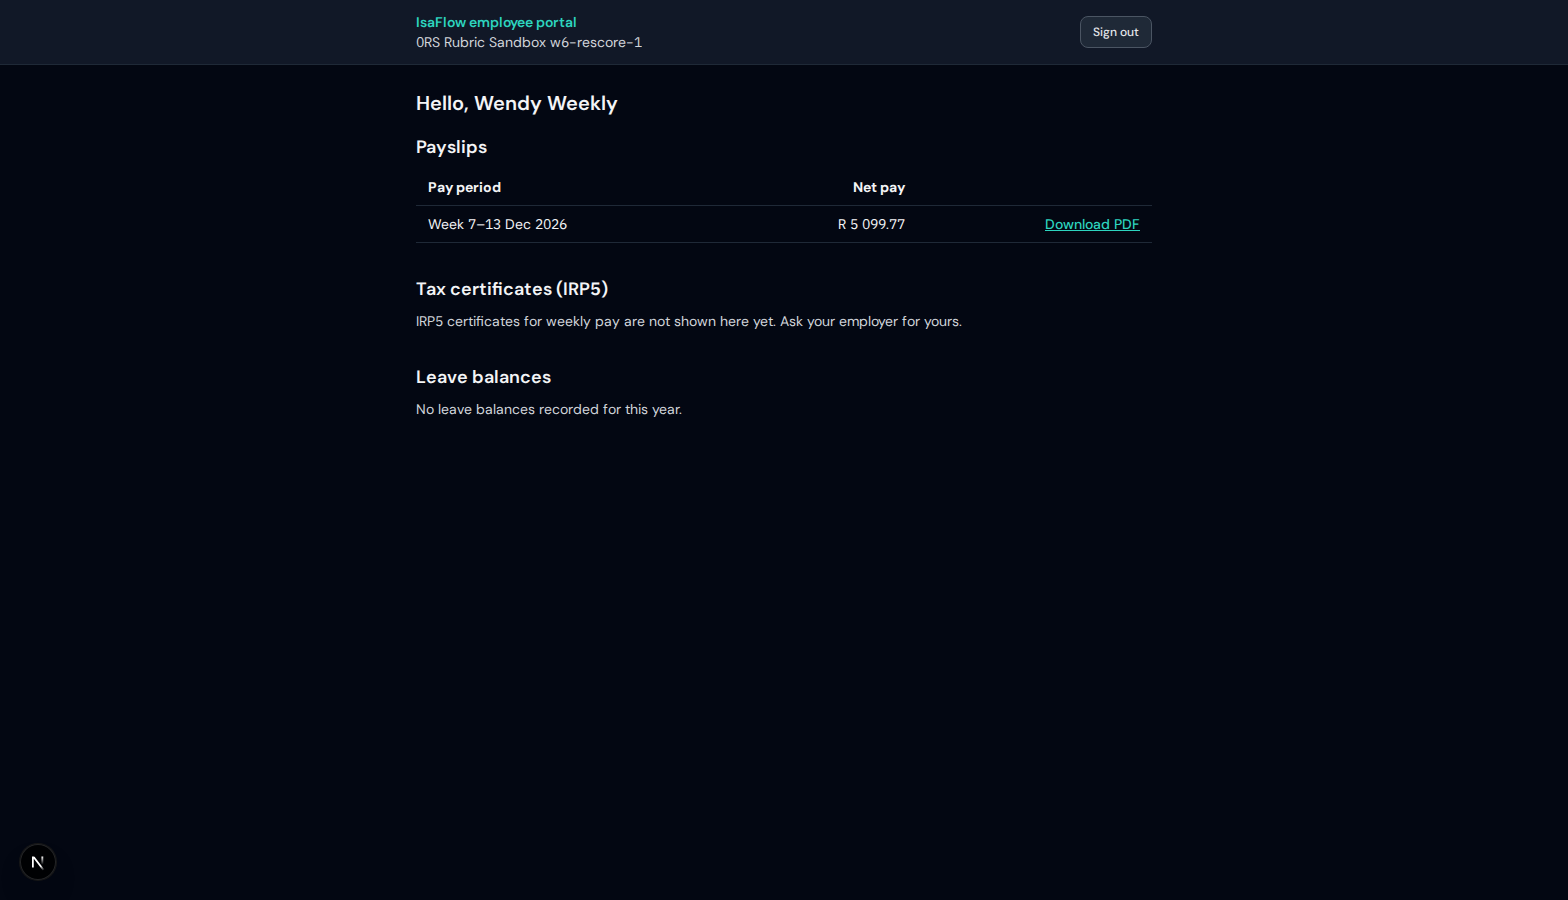 IsaFlow employee portal
0RS Rubric Sandbox w6-rescore-1
Sign out
Hello, Wendy Weekly
Payslips
Pay period Net pay
Week 7–13 Dec 2026 R 5 099.77 Download PDF
Tax certificates (IRP5)
IRP5 certificates for weekly pay are not shown here yet. Ask your employer for yours.
Leave balances
No leave balances recorded for this year.
N